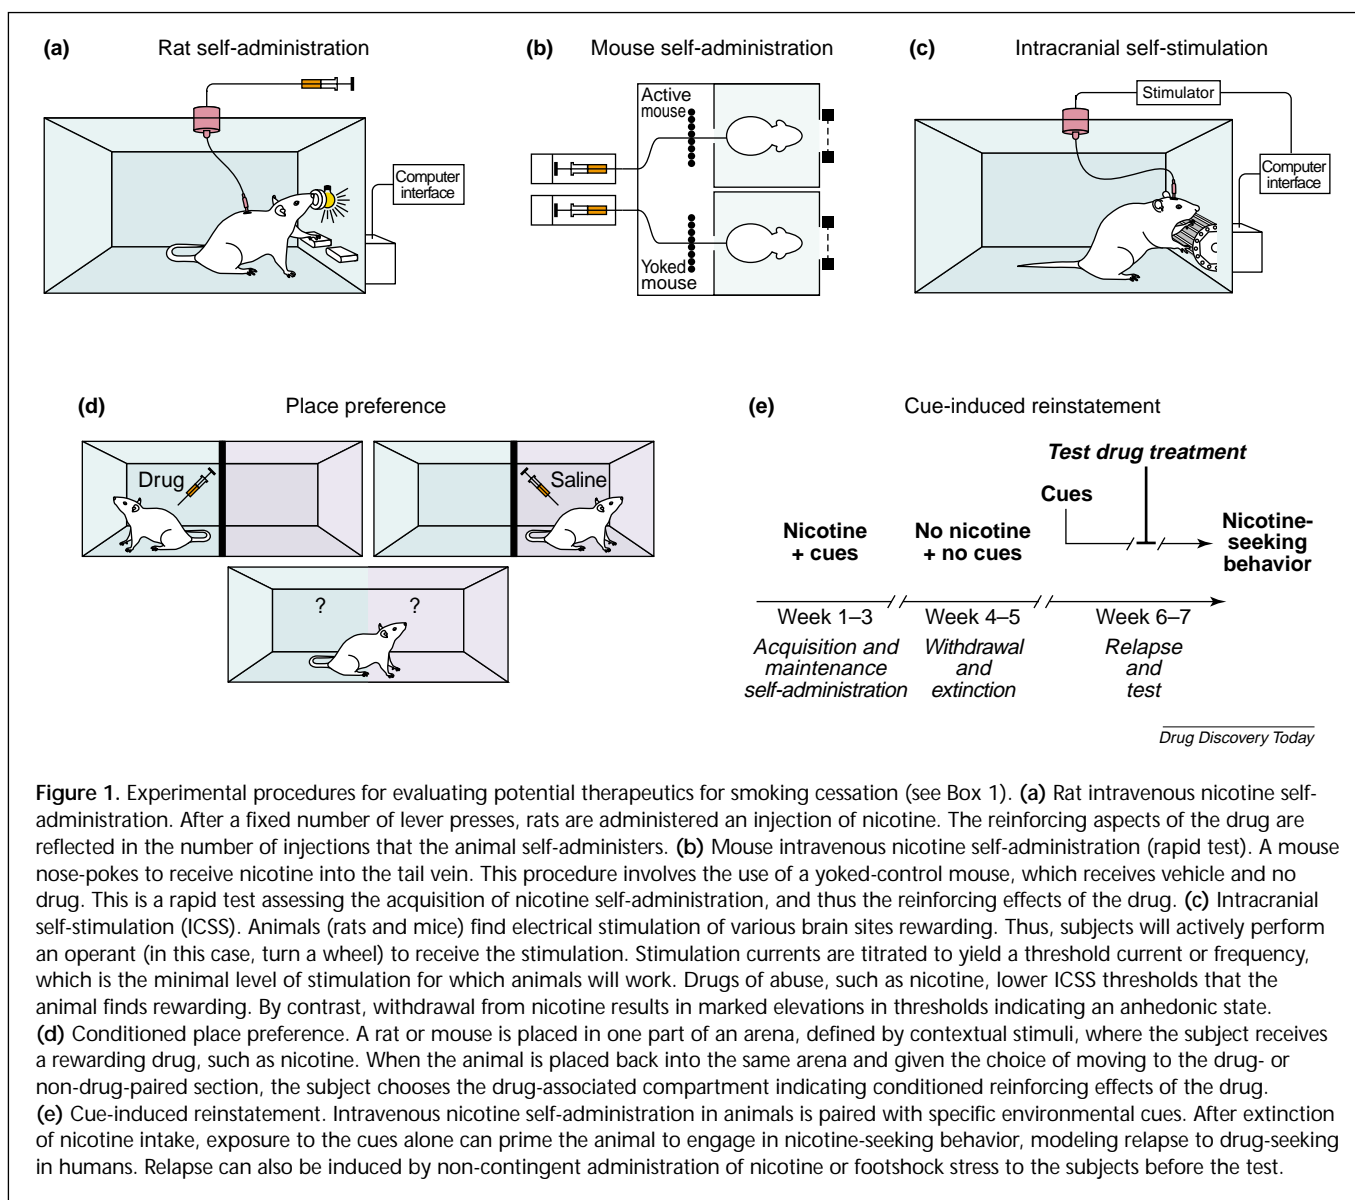 (a) Rat self-administration
Computer
interface
(b) Mouse self-administration
Active
mouse
Yoked
mouse
(c) Intracranial self-stimulation
Stimulator
Computer
interface
(d) Place preference
Drug
Saline
? ?
(e) Cue-induced reinstatement
Test drug treatment
Cues
Nicotine
+ cues
No nicotine
+ no cues
Nicotine-
seeking
behavior
Week 1–3 Week 4–5 Week 6–7
Acquisition and
maintenance
self-administration
Withdrawal
and
extinction
Relapse
and
test
Drug Discovery Today
Figure 1. Experimental procedures for evaluating potential therapeutics for smoking cessation (see Box 1). (a) Rat intravenous nicotine self-
administration. After a fixed number of lever presses, rats are administered an injection of nicotine. The reinforcing aspects of the drug are
reflected in the number of injections that the animal self-administers. (b) Mouse intravenous nicotine self-administration (rapid test). A mouse
nose-pokes to receive nicotine into the tail vein. This procedure involves the use of a yoked-control mouse, which receives vehicle and no
drug. This is a rapid test assessing the acquisition of nicotine self-administration, and thus the reinforcing effects of the drug. (c) Intracranial
self-stimulation (ICSS). Animals (rats and mice) find electrical stimulation of various brain sites rewarding. Thus, subjects will actively perform
an operant (in this case, turn a wheel) to receive the stimulation. Stimulation currents are titrated to yield a threshold current or frequency,
which is the minimal level of stimulation for which animals will work. Drugs of abuse, such as nicotine, lower ICSS thresholds that the
animal finds rewarding. By contrast, withdrawal from nicotine results in marked elevations in thresholds indicating an anhedonic state.
(d) Conditioned place preference. A rat or mouse is placed in one part of an arena, defined by contextual stimuli, where the subject receives
a rewarding drug, such as nicotine. When the animal is placed back into the same arena and given the choice of moving to the drug- or
non-drug-paired section, the subject chooses the drug-associated compartment indicating conditioned reinforcing effects of the drug.
(e) Cue-induced reinstatement. Intravenous nicotine self-administration in animals is paired with specific environmental cues. After extinction
of nicotine intake, exposure to the cues alone can prime the animal to engage in nicotine-seeking behavior, modeling relapse to drug-seeking
in humans. Relapse can also be induced by non-contingent administration of nicotine or footshock stress to the subjects before the test.